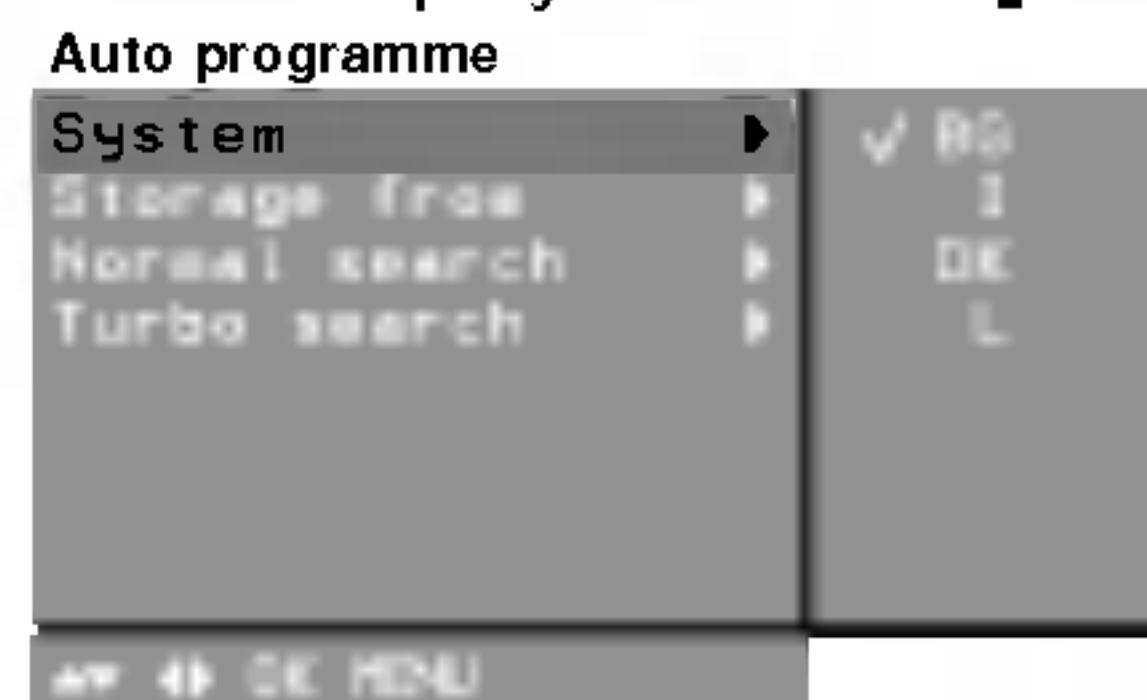 Auto programme
System ▶ ✓ BG
Storage from ▶ I
Normal search ▶ DK
Turbo search ▶ L
▲▼ ◀▶ OK MENU